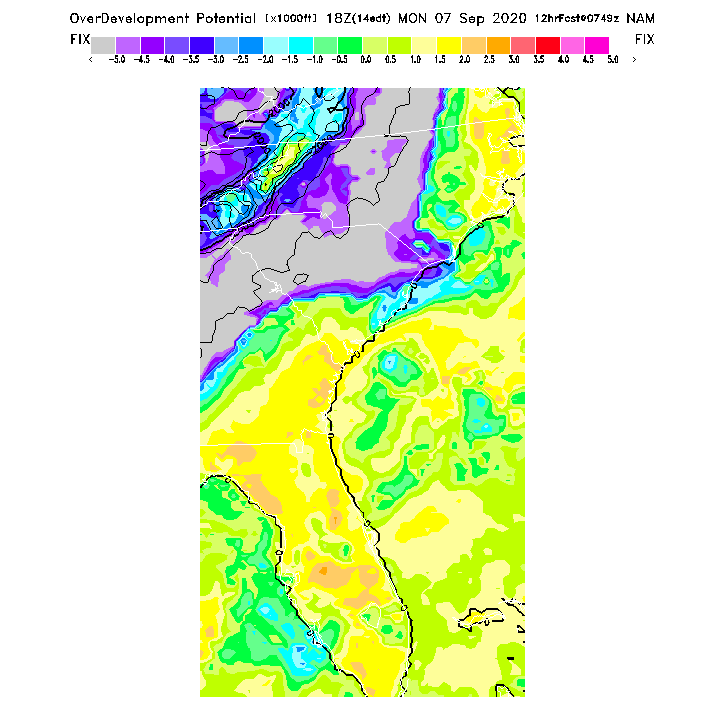 OverDevelopment Potential [x1000ft] 18Z(14edt) MON 07 Sep 2020 12hrFcst@0749z NAM
FIX FIX
< -5.0 -4.5 -4.0 -3.5 -3.0 -2.5 -2.0 -1.5 -1.0 -0.5 0.0 0.5 1.0 1.5 2.0 2.5 3.0 3.5 4.0 4.5 5.0 >